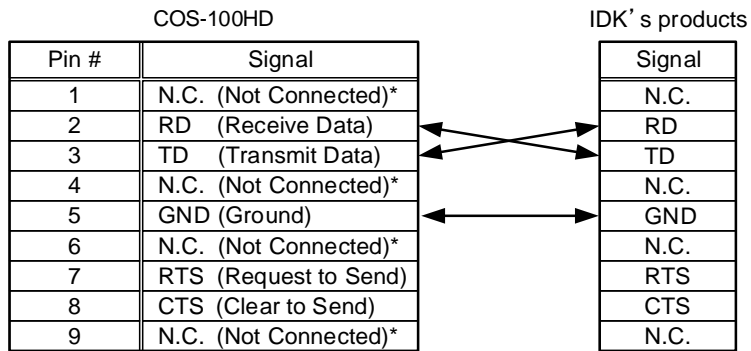 COS-100HD IDK's products
Pin # Signal Signal
1 N.C. (Not Connected)* N.C.
2 RD (Receive Data) RD
3 TD (Transmit Data) TD
4 N.C. (Not Connected)* N.C.
5 GND (Ground) GND
6 N.C. (Not Connected)* N.C.
7 RTS (Request to Send) RTS
8 CTS (Clear to Send) CTS
9 N.C. (Not Connected)* N.C.